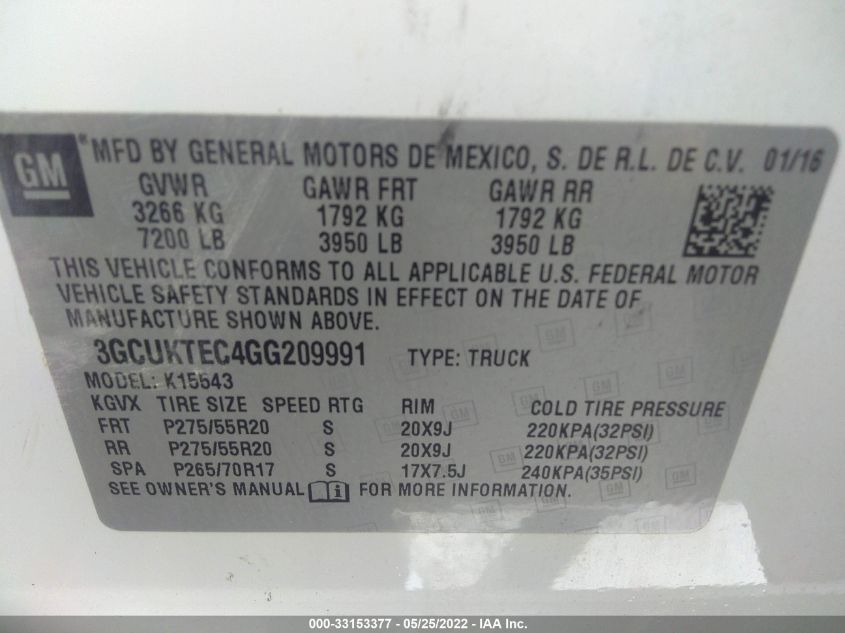 GM *MFD BY GENERAL MOTORS DE MEXICO, S. DE R.L. DE C.V. 01/16
GVWR GAWR FRT GAWR RR
3266 KG 1792 KG 1792 KG
7200 LB 3950 LB 3950 LB
THIS VEHICLE CONFORMS TO ALL APPLICABLE U.S. FEDERAL MOTOR
VEHICLE SAFETY STANDARDS IN EFFECT ON THE DATE OF
MANUFACTURE SHOWN ABOVE.
3GCUKTEC4GG209991 TYPE: TRUCK
MODEL: K15543
KGVX TIRE SIZE SPEED RTG RIM COLD TIRE PRESSURE
FRT P275/55R20 S 20X9J 220KPA(32PSI)
RR P275/55R20 S 20X9J 220KPA(32PSI)
SPA P265/70R17 S 17X7.5J 240KPA(35PSI)
SEE OWNER'S MANUAL i FOR MORE INFORMATION.
000-33153377 - 05/25/2022 - IAA Inc.